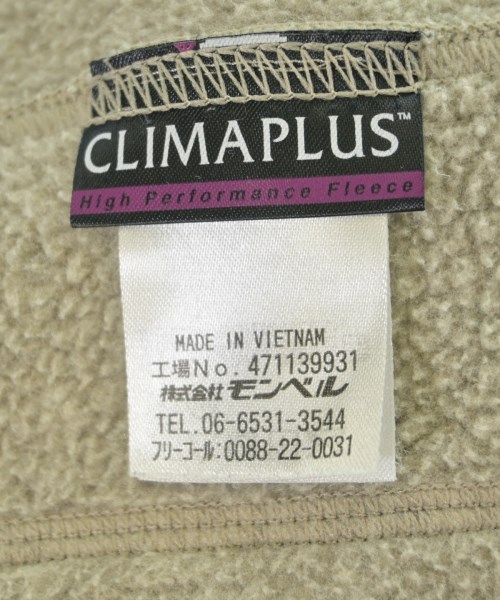 CLIMAPLUS™
High Performance Fleece
MADE IN VIETNAM
工場No. 471139931
株式会社 モンベル
TEL.06-6531-3544
フリーコール:0088-22-0031